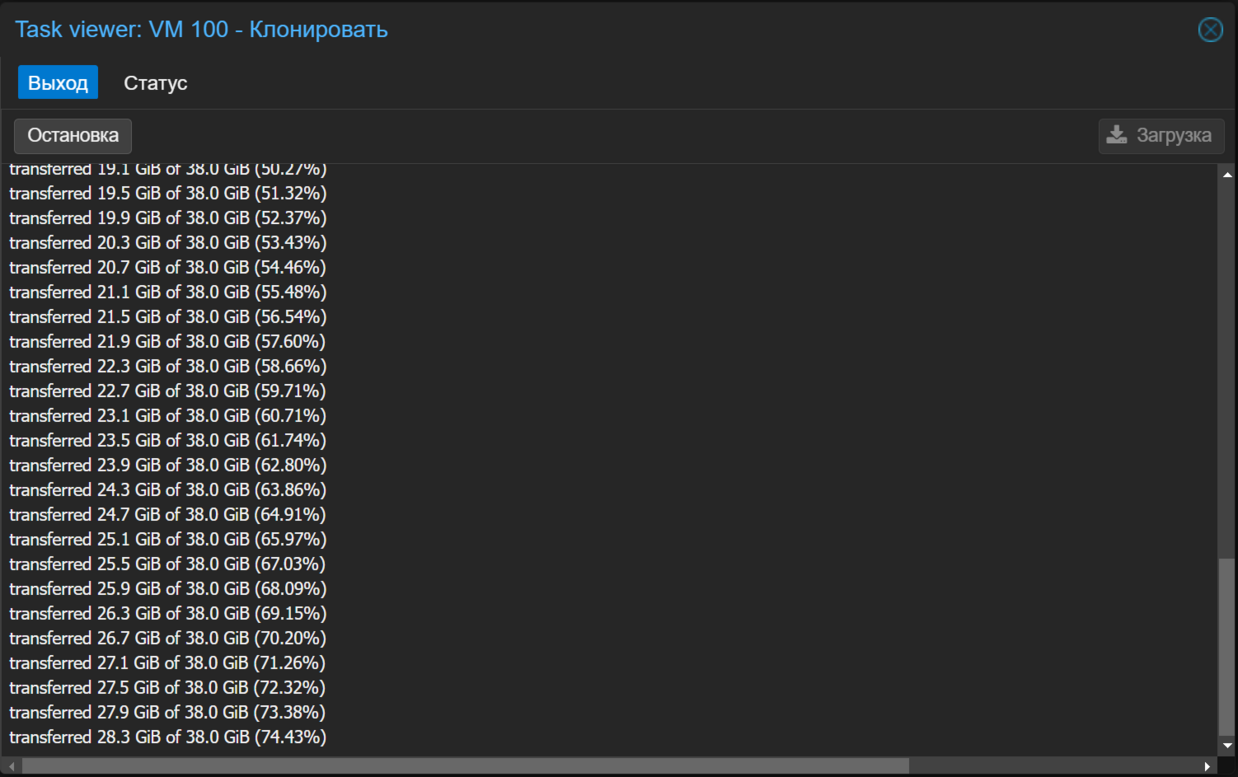 Task viewer: VM 100 - Клонировать
Выход Статус
Остановка Загрузка
transferred 19.1 GiB of 38.0 GiB (50.27%)
transferred 19.5 GiB of 38.0 GiB (51.32%)
transferred 19.9 GiB of 38.0 GiB (52.37%)
transferred 20.3 GiB of 38.0 GiB (53.43%)
transferred 20.7 GiB of 38.0 GiB (54.46%)
transferred 21.1 GiB of 38.0 GiB (55.48%)
transferred 21.5 GiB of 38.0 GiB (56.54%)
transferred 21.9 GiB of 38.0 GiB (57.60%)
transferred 22.3 GiB of 38.0 GiB (58.66%)
transferred 22.7 GiB of 38.0 GiB (59.71%)
transferred 23.1 GiB of 38.0 GiB (60.71%)
transferred 23.5 GiB of 38.0 GiB (61.74%)
transferred 23.9 GiB of 38.0 GiB (62.80%)
transferred 24.3 GiB of 38.0 GiB (63.86%)
transferred 24.7 GiB of 38.0 GiB (64.91%)
transferred 25.1 GiB of 38.0 GiB (65.97%)
transferred 25.5 GiB of 38.0 GiB (67.03%)
transferred 25.9 GiB of 38.0 GiB (68.09%)
transferred 26.3 GiB of 38.0 GiB (69.15%)
transferred 26.7 GiB of 38.0 GiB (70.20%)
transferred 27.1 GiB of 38.0 GiB (71.26%)
transferred 27.5 GiB of 38.0 GiB (72.32%)
transferred 27.9 GiB of 38.0 GiB (73.38%)
transferred 28.3 GiB of 38.0 GiB (74.43%)